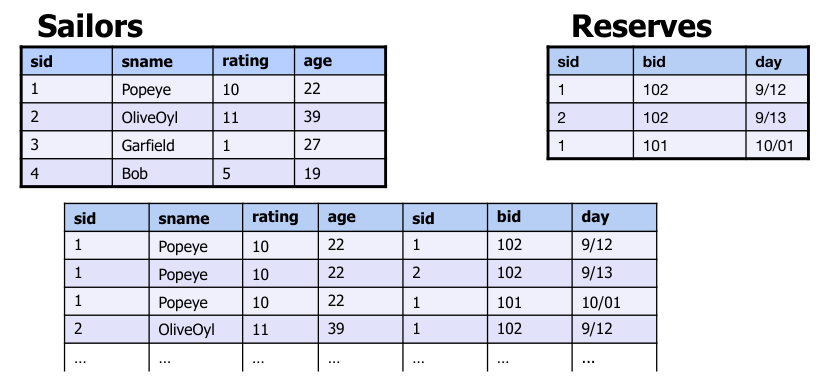 Sailors
sid sname rating age
1 Popeye 10 22
2 OliveOyl 11 39
3 Garfield 1 27
4 Bob 5 19
Reserves
sid bid day
1 102 9/12
2 102 9/13
1 101 10/01
sid sname rating age sid bid day
1 Popeye 10 22 1 102 9/12
1 Popeye 10 22 2 102 9/13
1 Popeye 10 22 1 101 10/01
2 OliveOyl 11 39 1 102 9/12
... ... ... ... ... ... ...